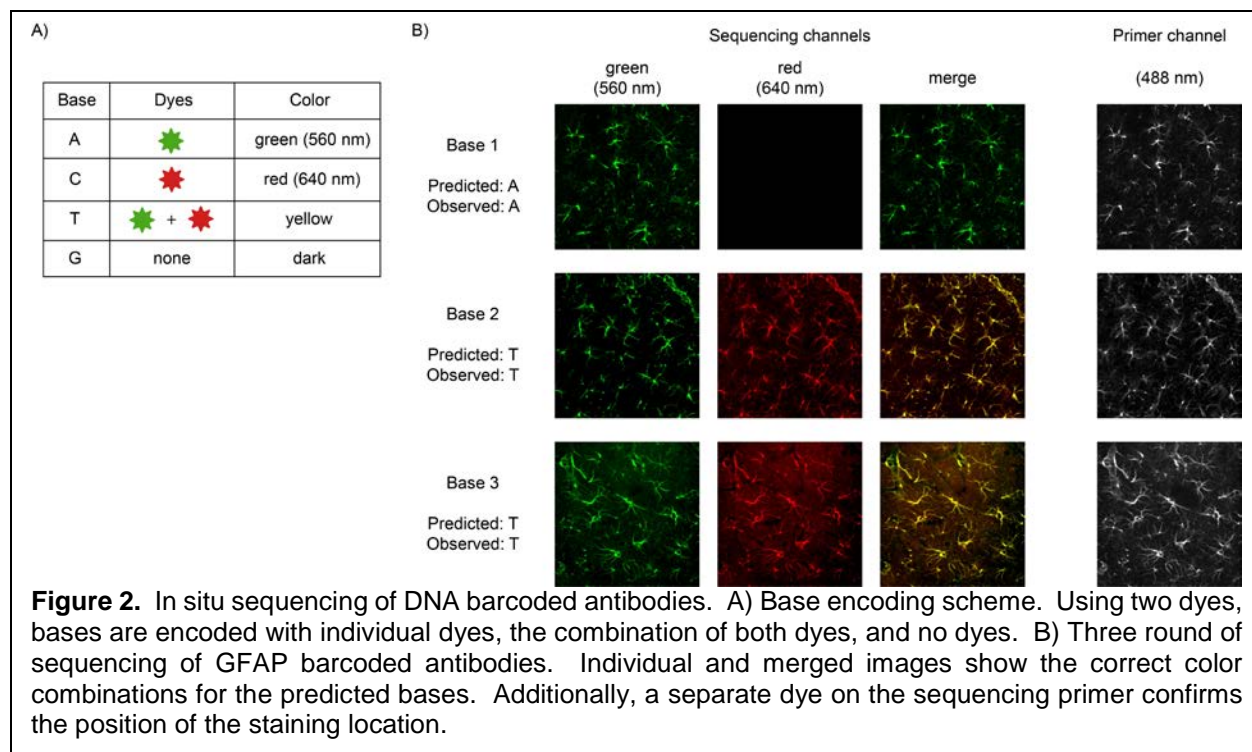 A)
Base Dyes Color
A green (560 nm)
C red (640 nm)
T + yellow
G none dark
B)
Sequencing channels
Primer channel
green
(560 nm)
red
(640 nm)
merge
(488 nm)
Base 1
Predicted: A
Observed: A
Base 2
Predicted: T
Observed: T
Base 3
Predicted: T
Observed: T
Figure 2. In situ sequencing of DNA barcoded antibodies. A) Base encoding scheme. Using two dyes,
bases are encoded with individual dyes, the combination of both dyes, and no dyes. B) Three round of
sequencing of GFAP barcoded antibodies. Individual and merged images show the correct color
combinations for the predicted bases. Additionally, a separate dye on the sequencing primer confirms
the position of the staining location.